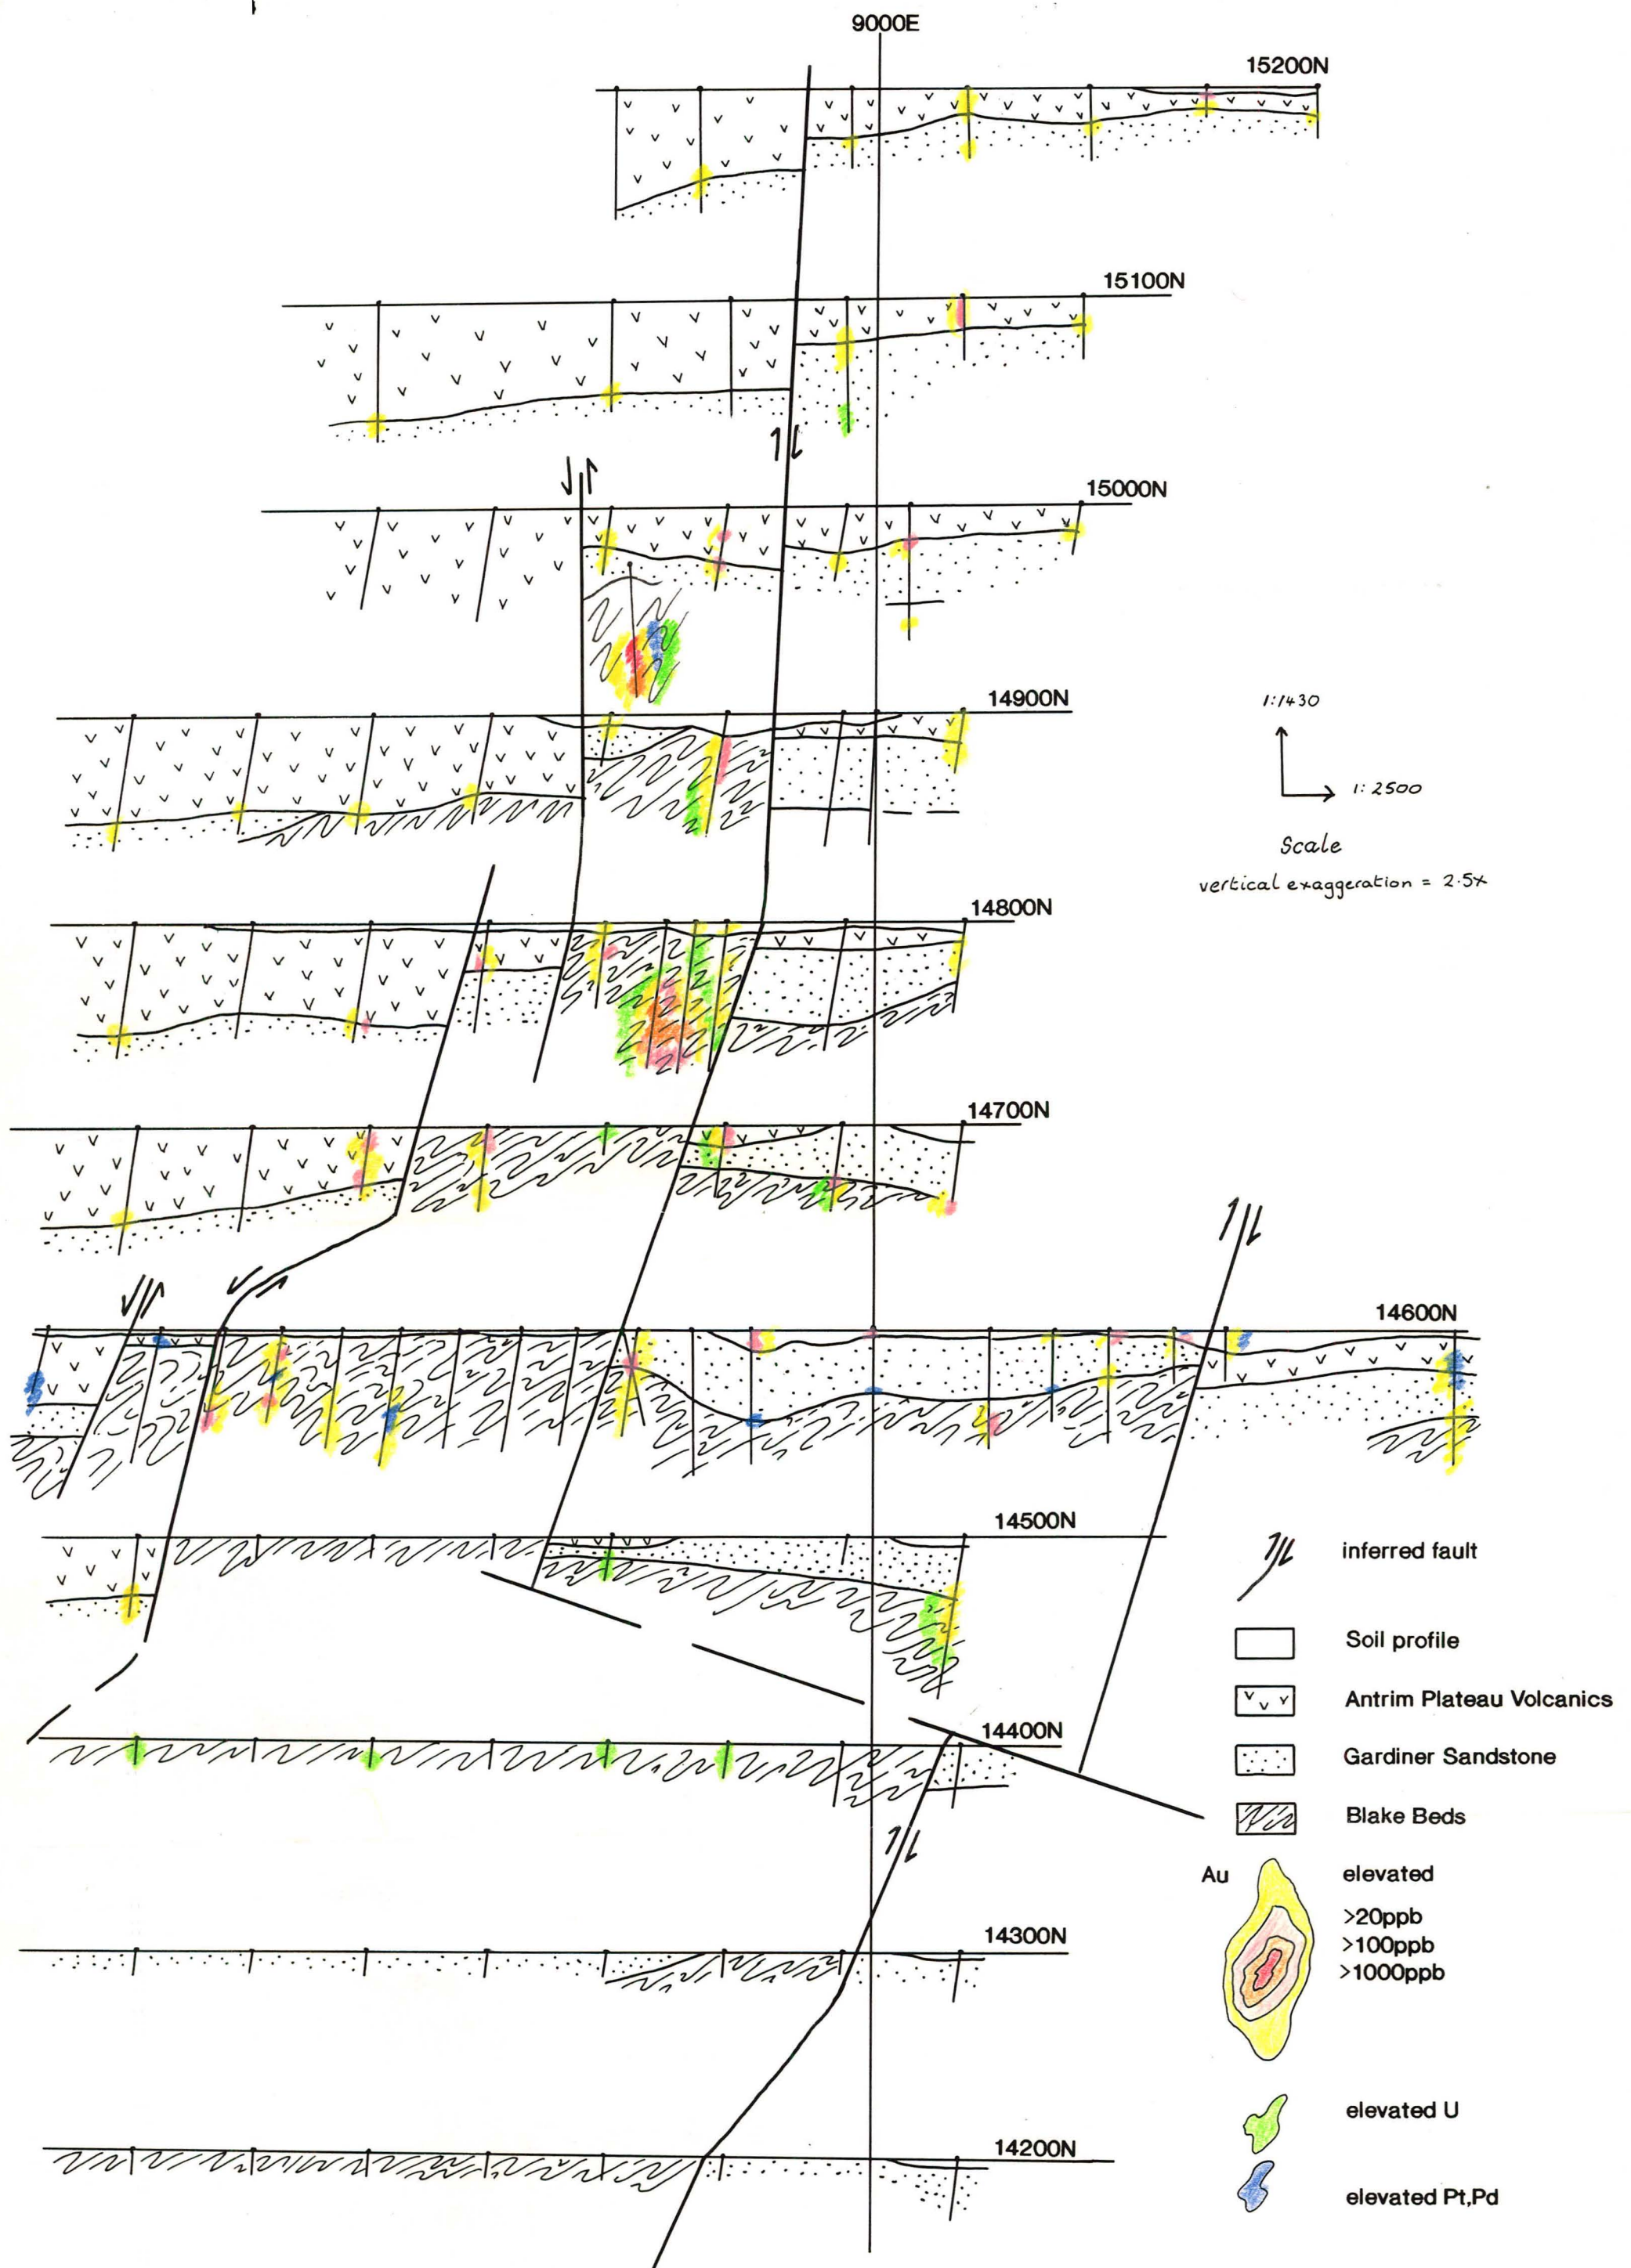 9000E
15200N
15100N
15000N
14900N
1:1430
1:2500
Scale
vertical exaggeration = 2.5x
14800N
14700N
14600N
14500N
inferred fault
Soil profile
Antrim Plateau Volcanics
14400N
Gardiner Sandstone
Blake Beds
Au
elevated
>20ppb
>100ppb
>1000ppb
14300N
elevated U
14200N
elevated Pt,Pd